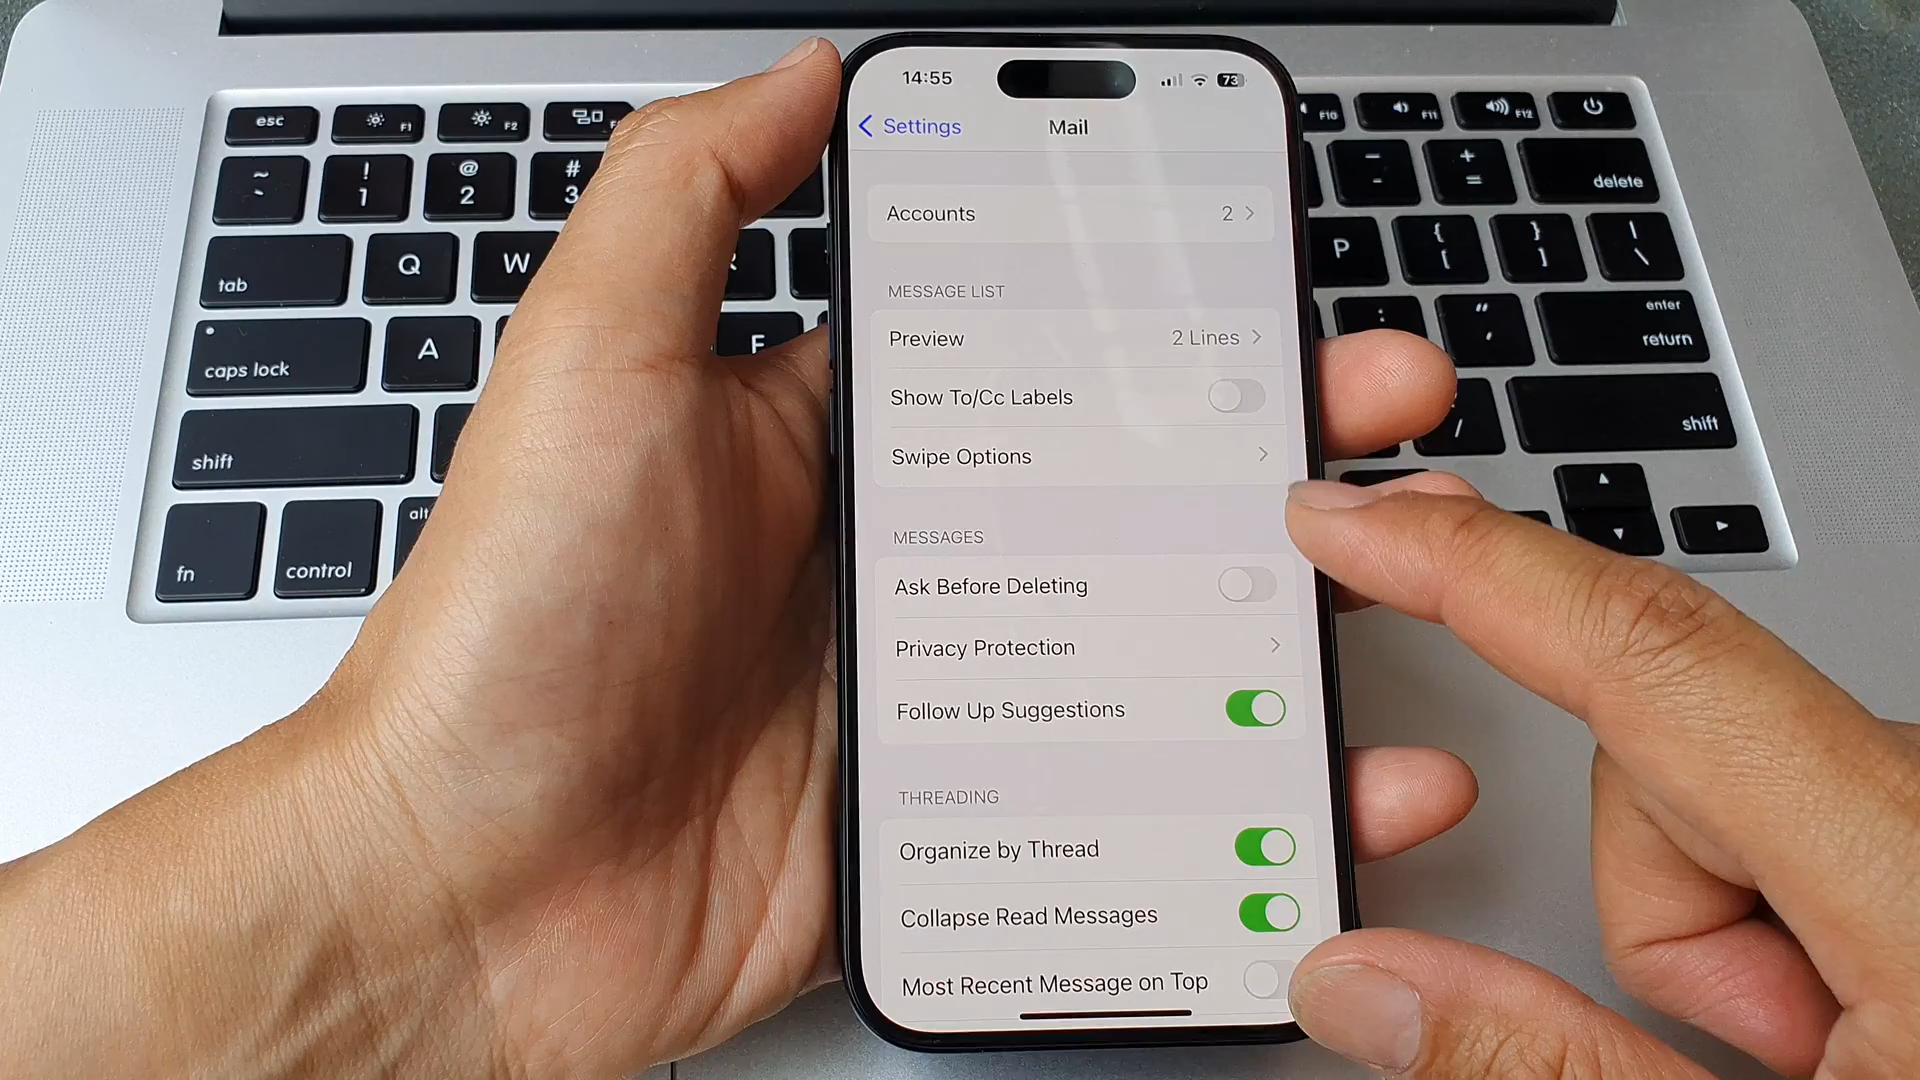 14:55 73
Settings Mail
Accounts 2
MESSAGE LIST
Preview 2 Lines
Show To/Cc Labels
Swipe Options
MESSAGES
Ask Before Deleting
Privacy Protection
Follow Up Suggestions
THREADING
Organize by Thread
Collapse Read Messages
Most Recent Message on Top
esc F1 F2 F10 F11 F12
~ ! @ # - + delete
` 1 2 3 - =
tab Q W P { } |
[ ] \
caps lock A F : " enter
' return
shift / shift
fn control alt